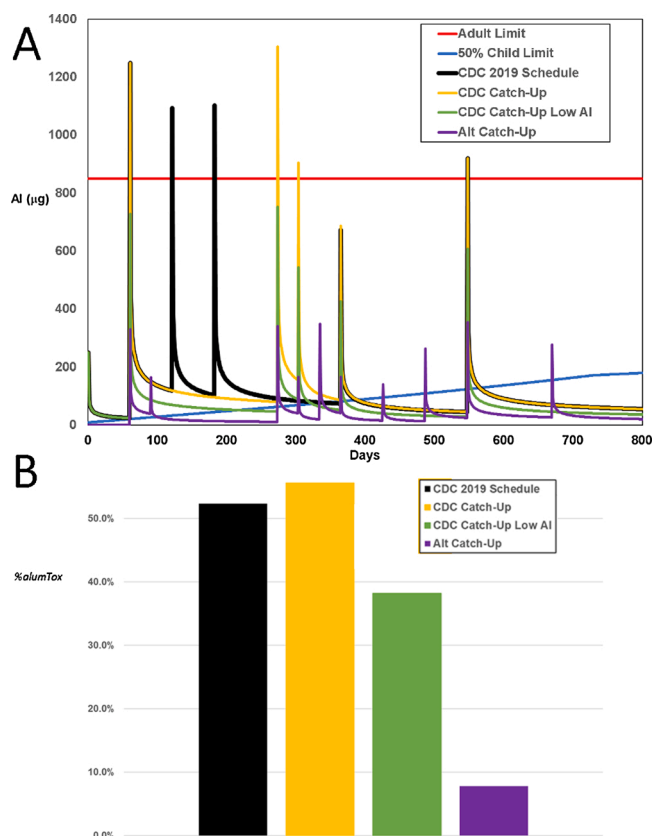 A
1400
1200
1000
800
600
400
200
0
Al (µg)
Adult Limit
50% Child Limit
CDC 2019 Schedule
CDC Catch-Up
CDC Catch-Up Low Al
Alt Catch-Up
0 100 200 300 400 500 600 700 800
Days
B
50.0%
40.0%
30.0%
20.0%
10.0%
0.0%
%alumTox
CDC 2019 Schedule
CDC Catch-Up
CDC Catch-Up Low Al
Alt Catch-Up